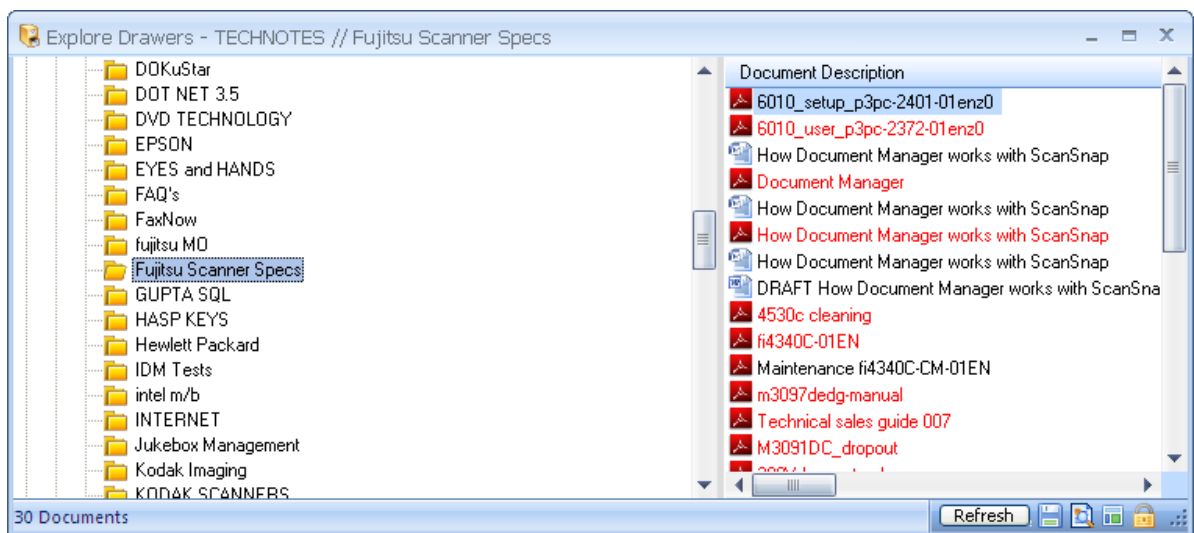 Explore Drawers - TECHNOTES // Fujitsu Scanner Specs
DOKuStar
DOT NET 3.5
DVD TECHNOLOGY
EPSON
EYES and HANDS
FAQ's
FaxNow
fujitsu MO
Fujitsu Scanner Specs
GUPTA SQL
HASP KEYS
Hewlett Packard
IDM Tests
intel m/b
INTERNET
Jukebox Management
Kodak Imaging
KODAK SCANNERS
Document Description
6010_setup_p3pc-2401-01enz0
6010_user_p3pc-2372-01enz0
How Document Manager works with ScanSnap
Document Manager
How Document Manager works with ScanSnap
How Document Manager works with ScanSnap
How Document Manager works with ScanSnap
DRAFT How Document Manager works with ScanSna
4530c cleaning
fi4340C-01EN
Maintenance fi4340C-CM-01EN
m3097dedg-manual
Technical sales guide 007
M3091DC_dropout
30 Documents
Refresh